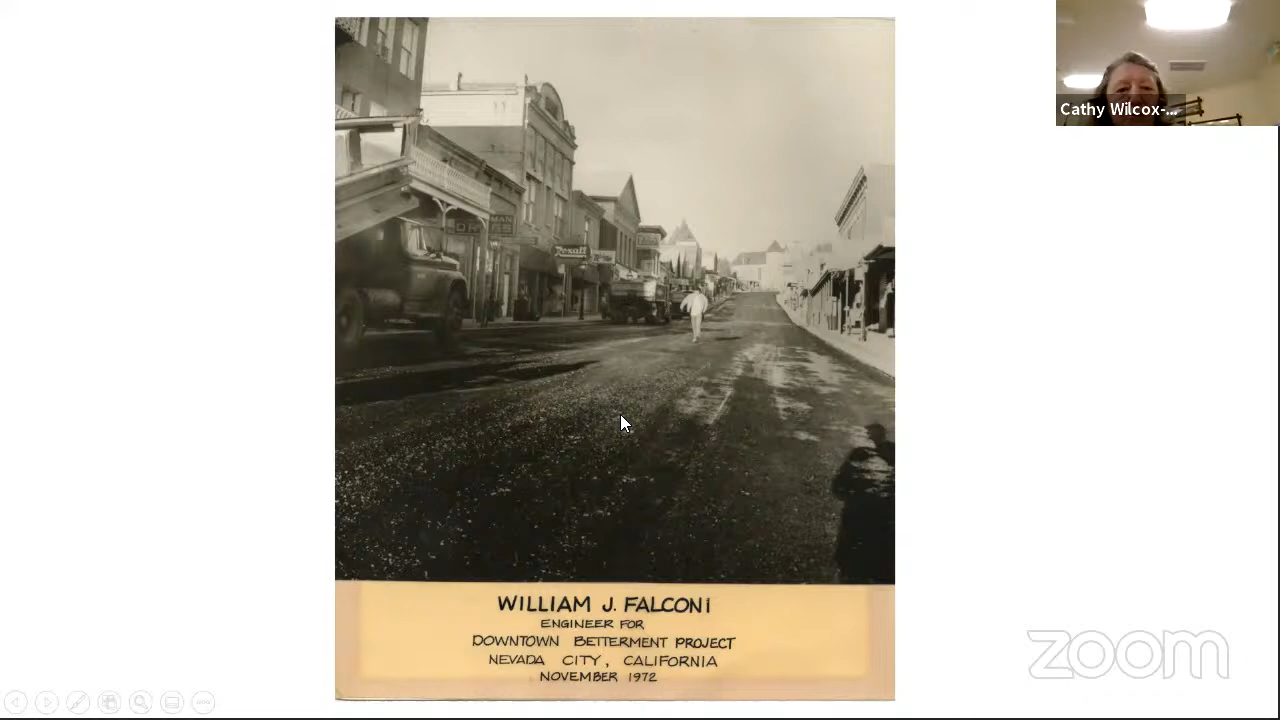 Cathy Wilcox-...
Rexall
WILLIAM J. FALCONI
ENGINEER FOR
DOWNTOWN BETTERMENT PROJECT
NEVADA CITY, CALIFORNIA
NOVEMBER 1972
zoom